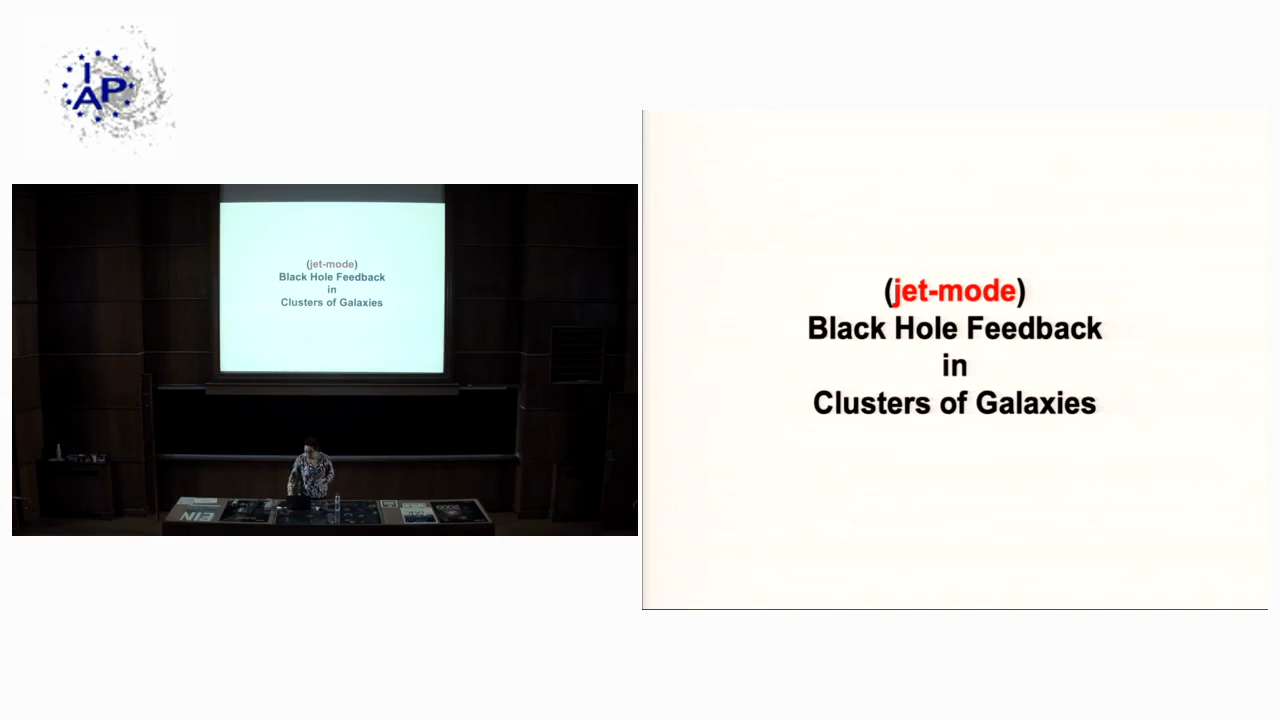 IAP
(jet-mode)
Black Hole Feedback
in
Clusters of Galaxies
(jet-mode)
Black Hole Feedback
in
Clusters of Galaxies